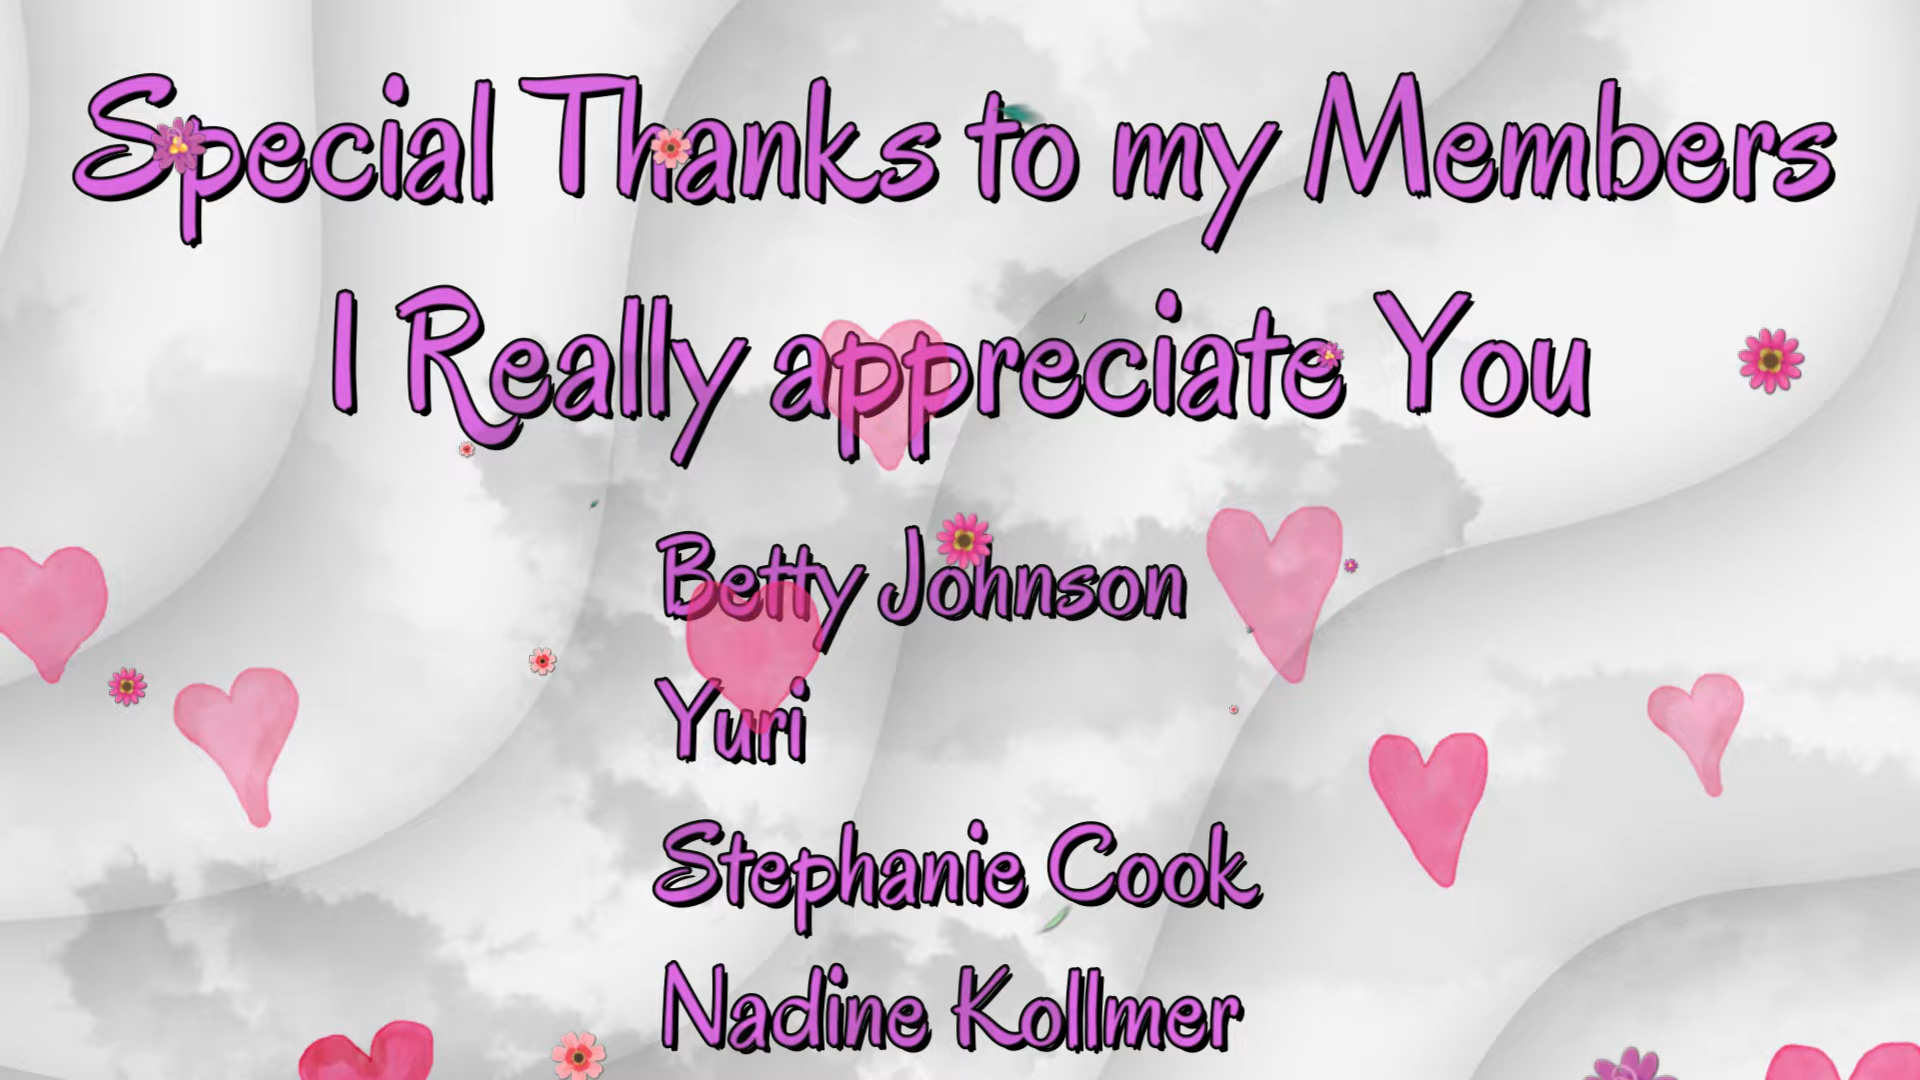 Special Thanks to my Members
I Really appreciate You
Betty Johnson
Yuri
Stephanie Cook
Nadine Kollmer